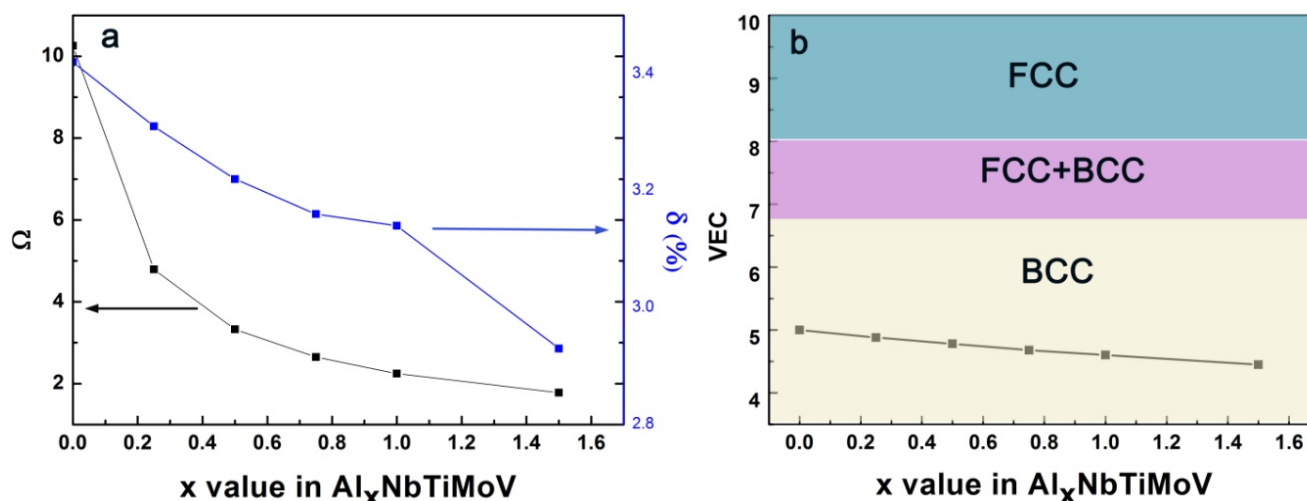 a
10
8
6
4
2
Ω
0.0 0.2 0.4 0.6 0.8 1.0 1.2 1.4 1.6
x value in AlₓNbTiMoV
3.4
3.2
3.0
2.8
δ (%)
b
10
9
8
7
6
5
4
VEC
FCC
FCC+BCC
BCC
0.0 0.2 0.4 0.6 0.8 1.0 1.2 1.4 1.6
x value in AlₓNbTiMoV